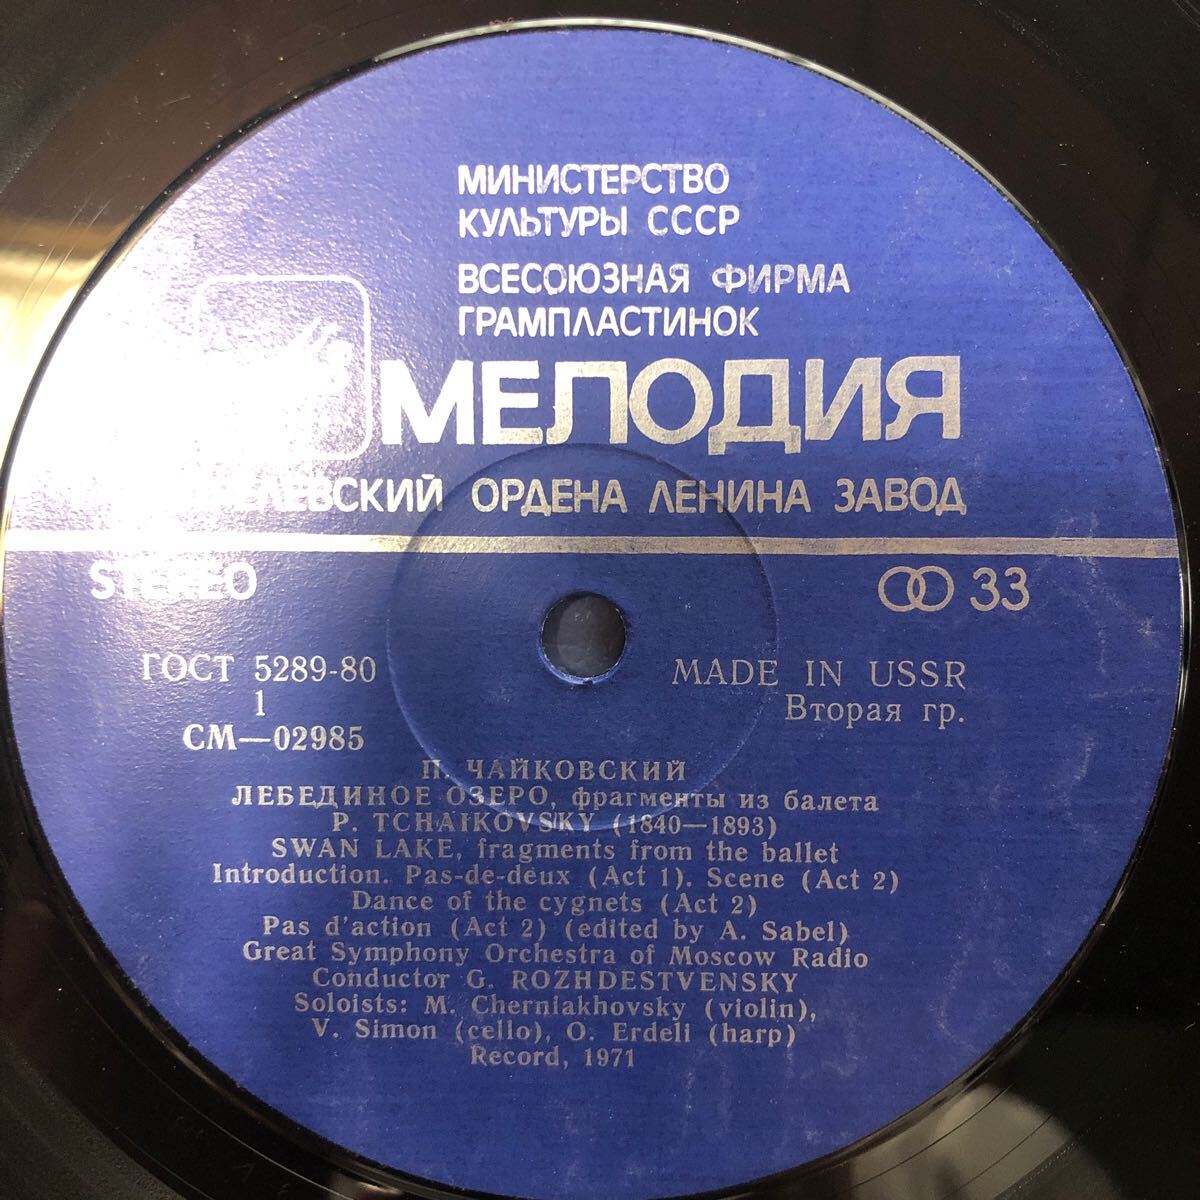 МИНИСТЕРСТВО
КУЛЬТУРЫ СССР
ВСЕСОЮЗНАЯ ФИРМА
ГРАМПЛАСТИНОК
МЕЛОДИЯ
ОРДЕНА ЛЕНИНА ЗАВОД
STEREO
33
ГОСТ 5289-80
MADE IN USSR
1
Вторая гр.
СМ—02985
П. ЧАЙКОВСКИЙ
ЛЕБЕДИНОЕ ОЗЕРО, фрагменты из балета
P. TCHAIKOVSKY (1840—1893)
SWAN LAKE, fragments from the ballet
Introduction. Pas-de-deux (Act 1). Scene (Act 2)
Dance of the cygnets (Act 2)
Pas d'action (Act 2) (edited by A. Sabel)
Great Symphony Orchestra of Moscow Radio
Conductor G. ROZHDESTVENSKY
Soloists: M. Cherniakhovsky (violin),
V. Simon (cello), O. Erdeli (harp)
Record, 1971